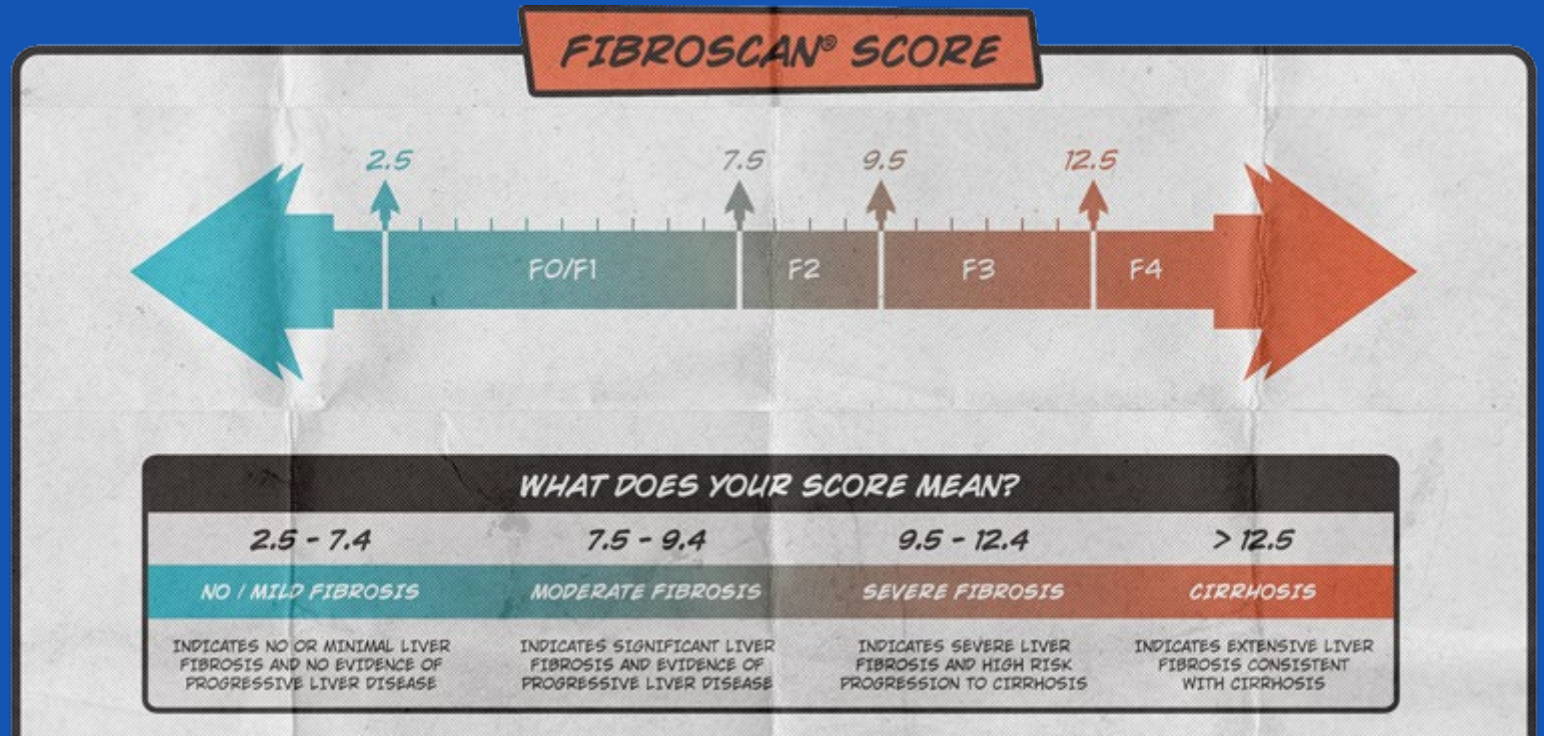 FIBROSCAN® SCORE
2.5 7.5 9.5 12.5
F0/F1 F2 F3 F4
WHAT DOES YOUR SCORE MEAN?
2.5 - 7.4 7.5 - 9.4 9.5 - 12.4 > 12.5
NO / MILD FIBROSIS MODERATE FIBROSIS SEVERE FIBROSIS CIRRHOSIS
INDICATES NO OR MINIMAL LIVER
FIBROSIS AND NO EVIDENCE OF
PROGRESSIVE LIVER DISEASE
INDICATES SIGNIFICANT LIVER
FIBROSIS AND EVIDENCE OF
PROGRESSIVE LIVER DISEASE
INDICATES SEVERE LIVER
FIBROSIS AND HIGH RISK
PROGRESSION TO CIRRHOSIS
INDICATES EXTENSIVE LIVER
FIBROSIS CONSISTENT
WITH CIRRHOSIS